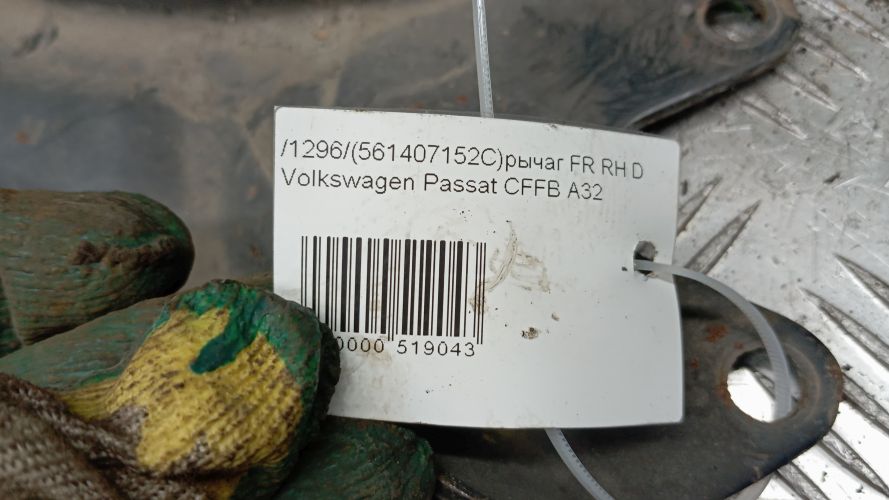 /1296/(561407152C)рычаг FR RH D
Volkswagen Passat CFFB A32
0000 519043